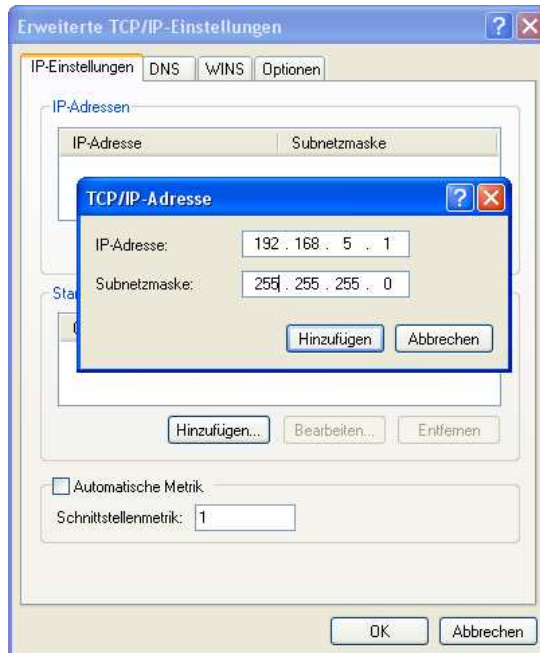 Erweiterte TCP/IP-Einstellungen
IP-Einstellungen DNS WINS Optionen
IP-Adressen
IP-Adresse Subnetzmaske
TCP/IP-Adresse
IP-Adresse: 192 . 168 . 5 . 1
Subnetzmaske: 255 . 255 . 255 . 0
Hinzufügen Abbrechen
Hinzufügen... Bearbeiten... Entfernen
Automatische Metrik
Schnittstellenmetrik: 1
OK Abbrechen